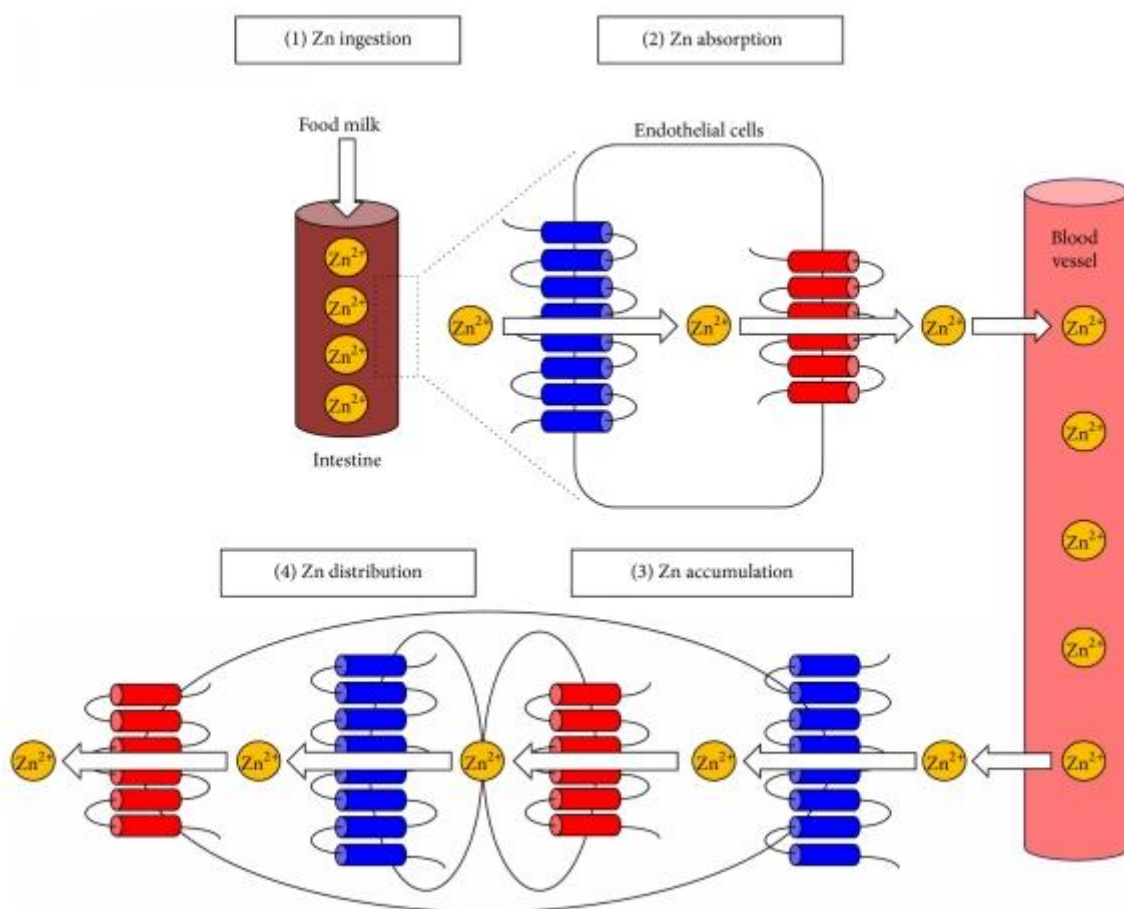 (1) Zn ingestion
(2) Zn absorption
Food milk
Endothelial cells
Zn2+
Zn2+
Zn2+
Zn2+
Intestine
Zn2+
Zn2+
Zn2+
Blood
vessel
Zn2+
Zn2+
Zn2+
Zn2+
Zn2+
(4) Zn distribution
(3) Zn accumulation
Zn2+
Zn2+
Zn2+
Zn2+
Zn2+